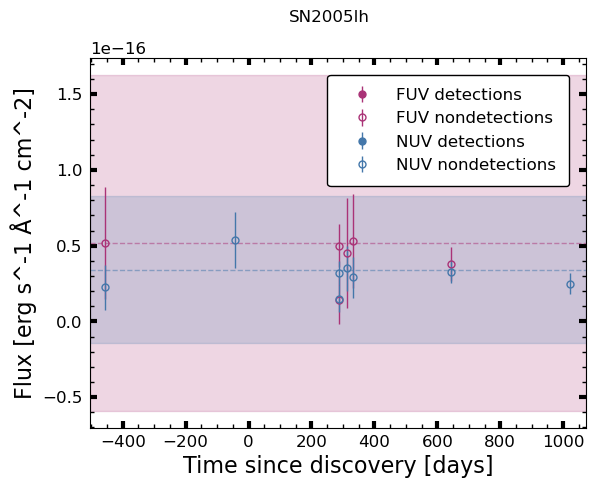 SN2005lh
1e−16
Flux [erg s^-1 Å^-1 cm^-2]
1.5
1.0
0.5
0.0
−0.5
FUV detections
FUV nondetections
NUV detections
NUV nondetections
−400 −200 0 200 400 600 800 1000
Time since discovery [days]